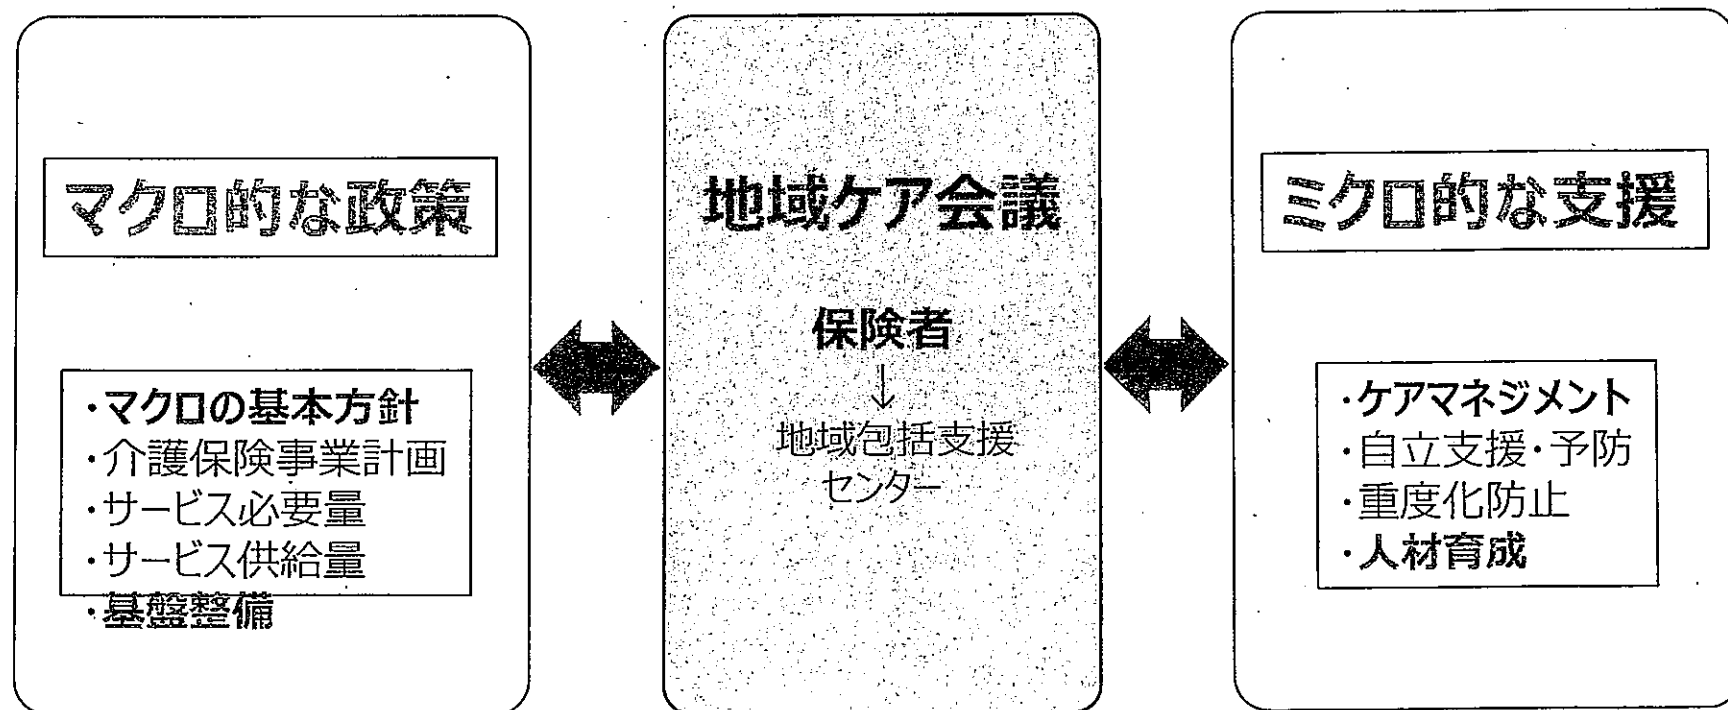 マクロ的な政策
・マクロの基本方針
・介護保険事業計画
・サービス必要量
・サービス供給量
・基盤整備
地域ケア会議
保険者
↓
地域包括支援
センター
ミクロ的な支援
・ケアマネジメント
・自立支援・予防
・重度化防止
・人材育成